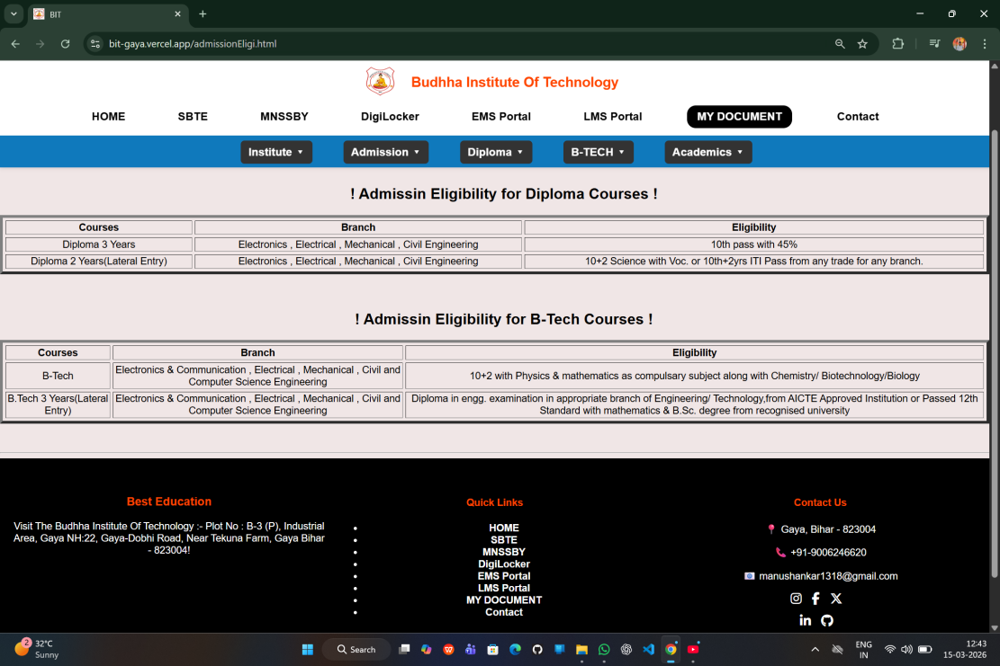 BIT
bit-gaya.vercel.app/admissionEligi.html
Budhha Institute Of Technology
HOME SBTE MNSSBY DigiLocker EMS Portal LMS Portal MY DOCUMENT Contact
Institute ▼ Admission ▼ Diploma ▼ B-TECH ▼ Academics ▼
! Admissin Eligibility for Diploma Courses !
Courses Branch Eligibility
Diploma 3 Years Electronics , Electrical , Mechanical , Civil Engineering 10th pass with 45%
Diploma 2 Years(Lateral Entry) Electronics , Electrical , Mechanical , Civil Engineering 10+2 Science with Voc. or 10th+2yrs ITI Pass from any trade for any branch.
! Admissin Eligibility for B-Tech Courses !
Courses Branch Eligibility
B-Tech
Electronics & Communication , Electrical , Mechanical , Civil and
Computer Science Engineering
10+2 with Physics & mathematics as compulsary subject along with Chemistry/ Biotechnology/Biology
B.Tech 3 Years(Lateral
Entry)
Electronics & Communication , Electrical , Mechanical , Civil and
Computer Science Engineering
Diploma in engg. examination in appropriate branch of Engineering/ Technology,from AICTE Approved Institution or Passed 12th
Standard with mathematics & B.Sc. degree from recognised university
Best Education
Visit The Budhha Institute Of Technology :- Plot No : B-3 (P), Industrial
Area, Gaya NH:22, Gaya-Dobhi Road, Near Tekuna Farm, Gaya Bihar
- 823004!
Quick Links
HOME
SBTE
MNSSBY
DigiLocker
EMS Portal
LMS Portal
MY DOCUMENT
Contact
Contact Us
📍 Gaya, Bihar - 823004
📞 +91-9006246620
📧 manushankar1318@gmail.com
2
32°C
Sunny
Search
ENG
IN
12:43
15-03-2026